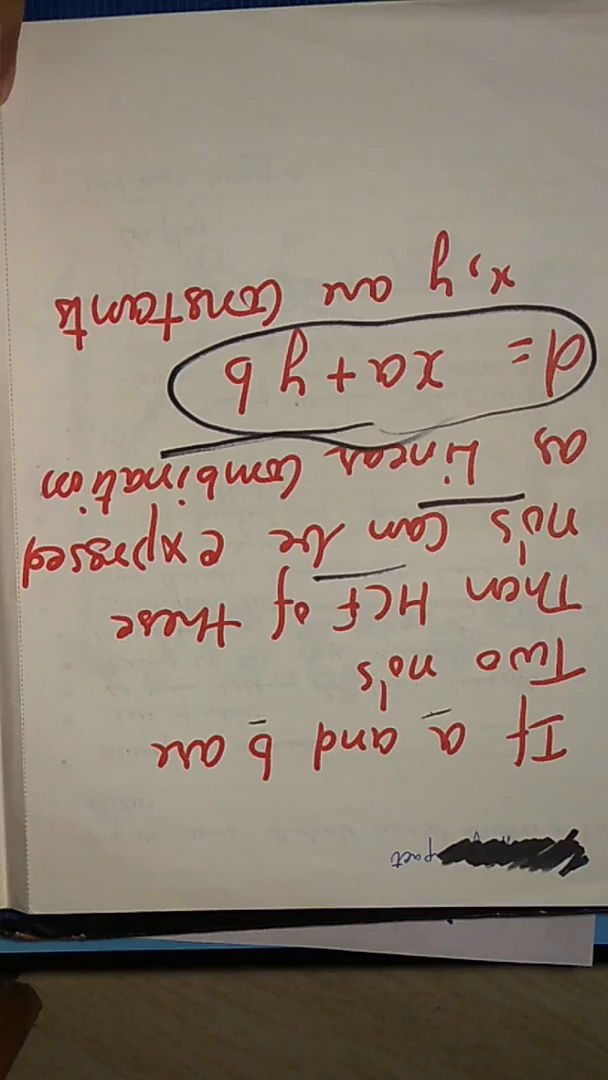 pact
If a and b are
Two no's
Then HCF of these
no's can be expressed
as Linear Combination
d = xa + yb
x, y are Constants